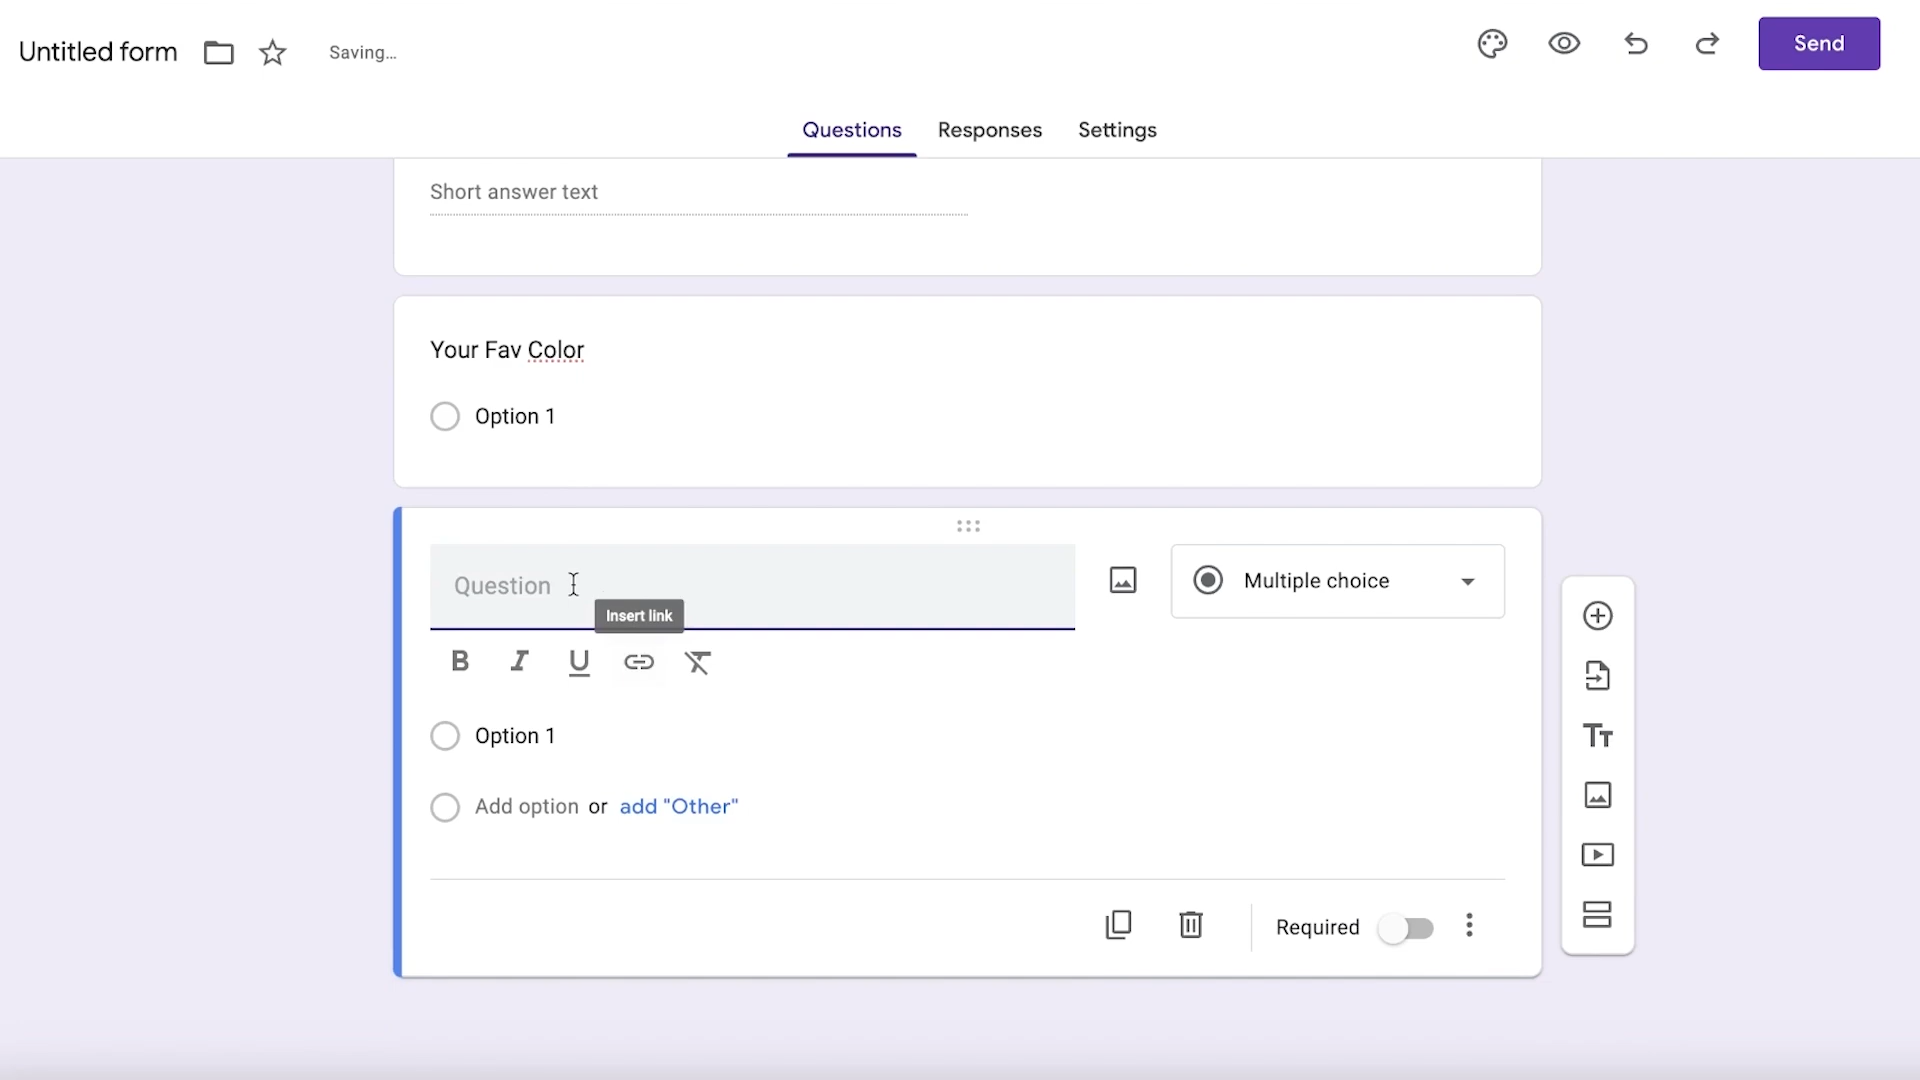 Untitled form
Saving...
Send
Questions
Responses
Settings
Short answer text
Your Fav Color
Option 1
Question
Multiple choice
Insert link
B I U
Option 1
Add option or add "Other"
Required
Tт